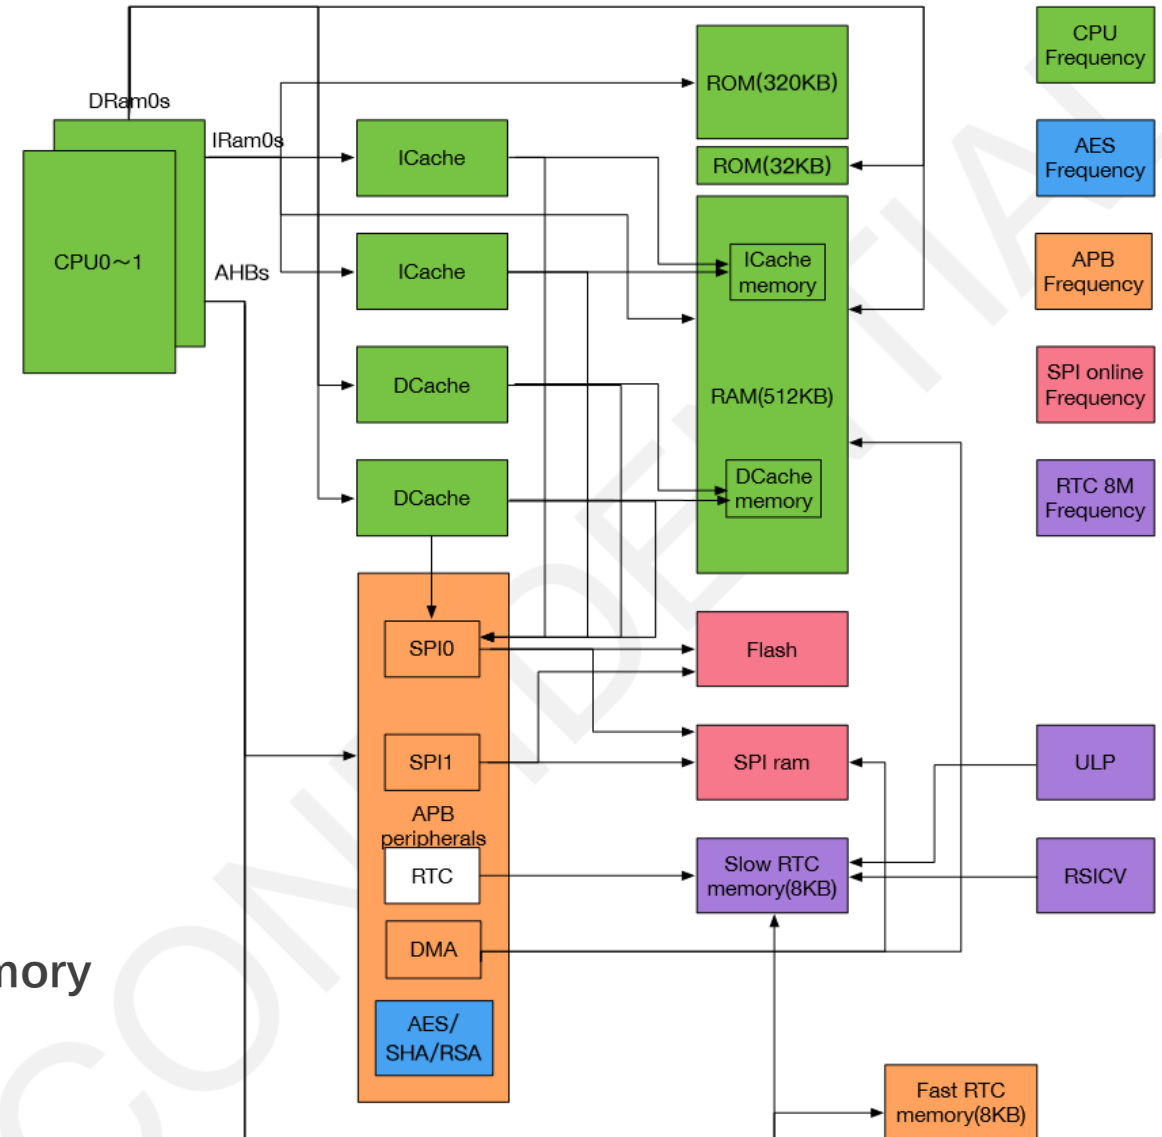 CPU
Frequency
ROM(320KB)
DRam0s
IRam0s
ICache
ROM(32KB)
AES
Frequency
CPU0～1
AHBs
ICache
ICache
memory
APB
Frequency
DCache
RAM(512KB)
SPI online
Frequency
DCache
DCache
memory
RTC 8M
Frequency
SPI0
Flash
SPI1
SPI ram
ULP
APB
peripherals
RTC
Slow RTC
memory(8KB)
RSICV
DMA
mory
AES/
SHA/RSA
Fast RTC
memory(8KB)
CONFIDENTIAL